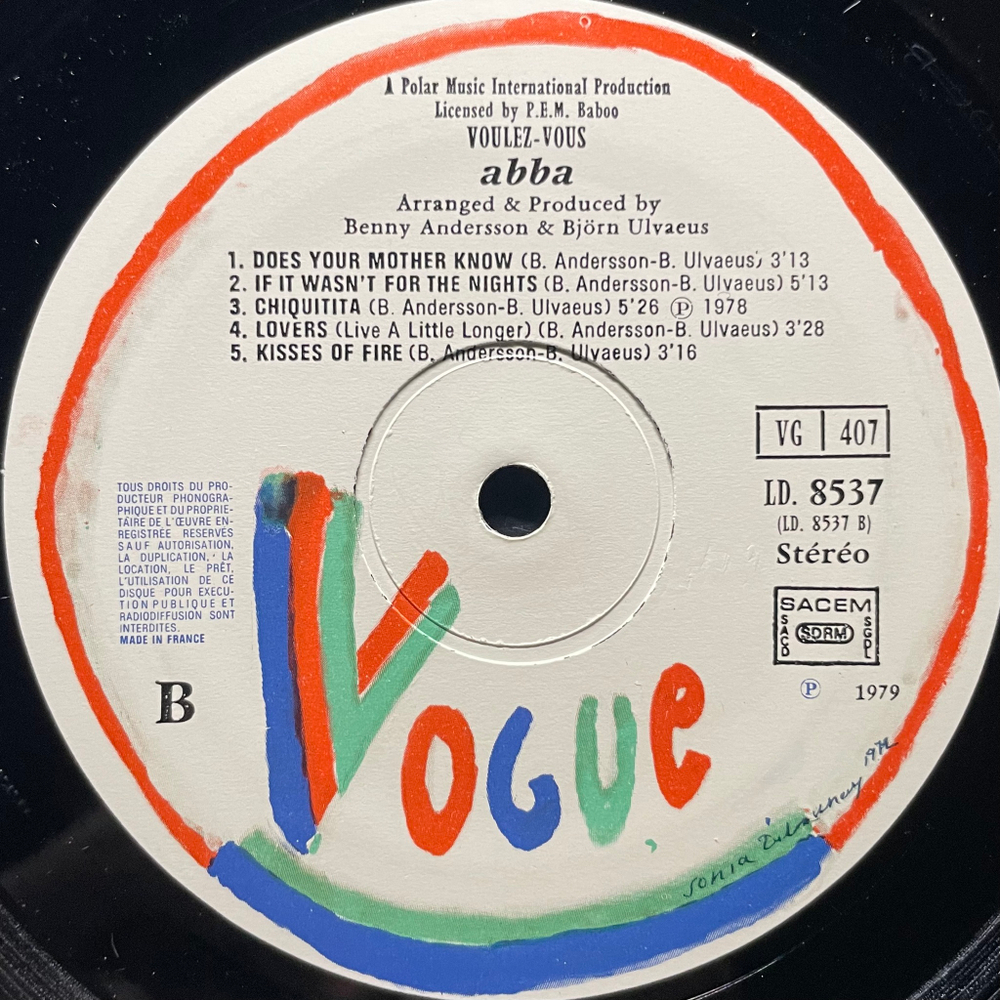 A Polar Music International Production
Licensed by P.E.M. Baboo
VOULEZ-VOUS
abba
Arranged & Produced by
Benny Andersson & Björn Ulvaeus
1. DOES YOUR MOTHER KNOW (B. Andersson-B. Ulvaeus) 3'13
2. IF IT WASN'T FOR THE NIGHTS (B. Andersson-B. Ulvaeus) 5'13
3. CHIQUITITA (B. Andersson-B. Ulvaeus) 5'26 Ⓟ 1978
4. LOVERS (Live A Little Longer) (B. Andersson-B. Ulvaeus) 3'28
5. KISSES OF FIRE (B. Andersson-B. Ulvaeus) 3'16
VG | 407
LD. 8537
(LD. 8537 B)
Stéréo
SACEM
SACD
SDRM
SGDL
Ⓟ 1979
TOUS DROITS DU PRO-
DUCTEUR PHONOGRA-
PHIQUE ET DU PROPRIE-
TAIRE DE L'ŒUVRE EN-
REGISTRÉE RESERVES
SAUF AUTORISATION,
LA DUPLICATION, LA
LOCATION, LE PRÊT,
L'UTILISATION DE CE
DISQUE POUR EXECU-
TION PUBLIQUE ET
RADIODIFFUSION SONT
INTERDITES.
MADE IN FRANCE
B
VOGUE
sonia Delaunay